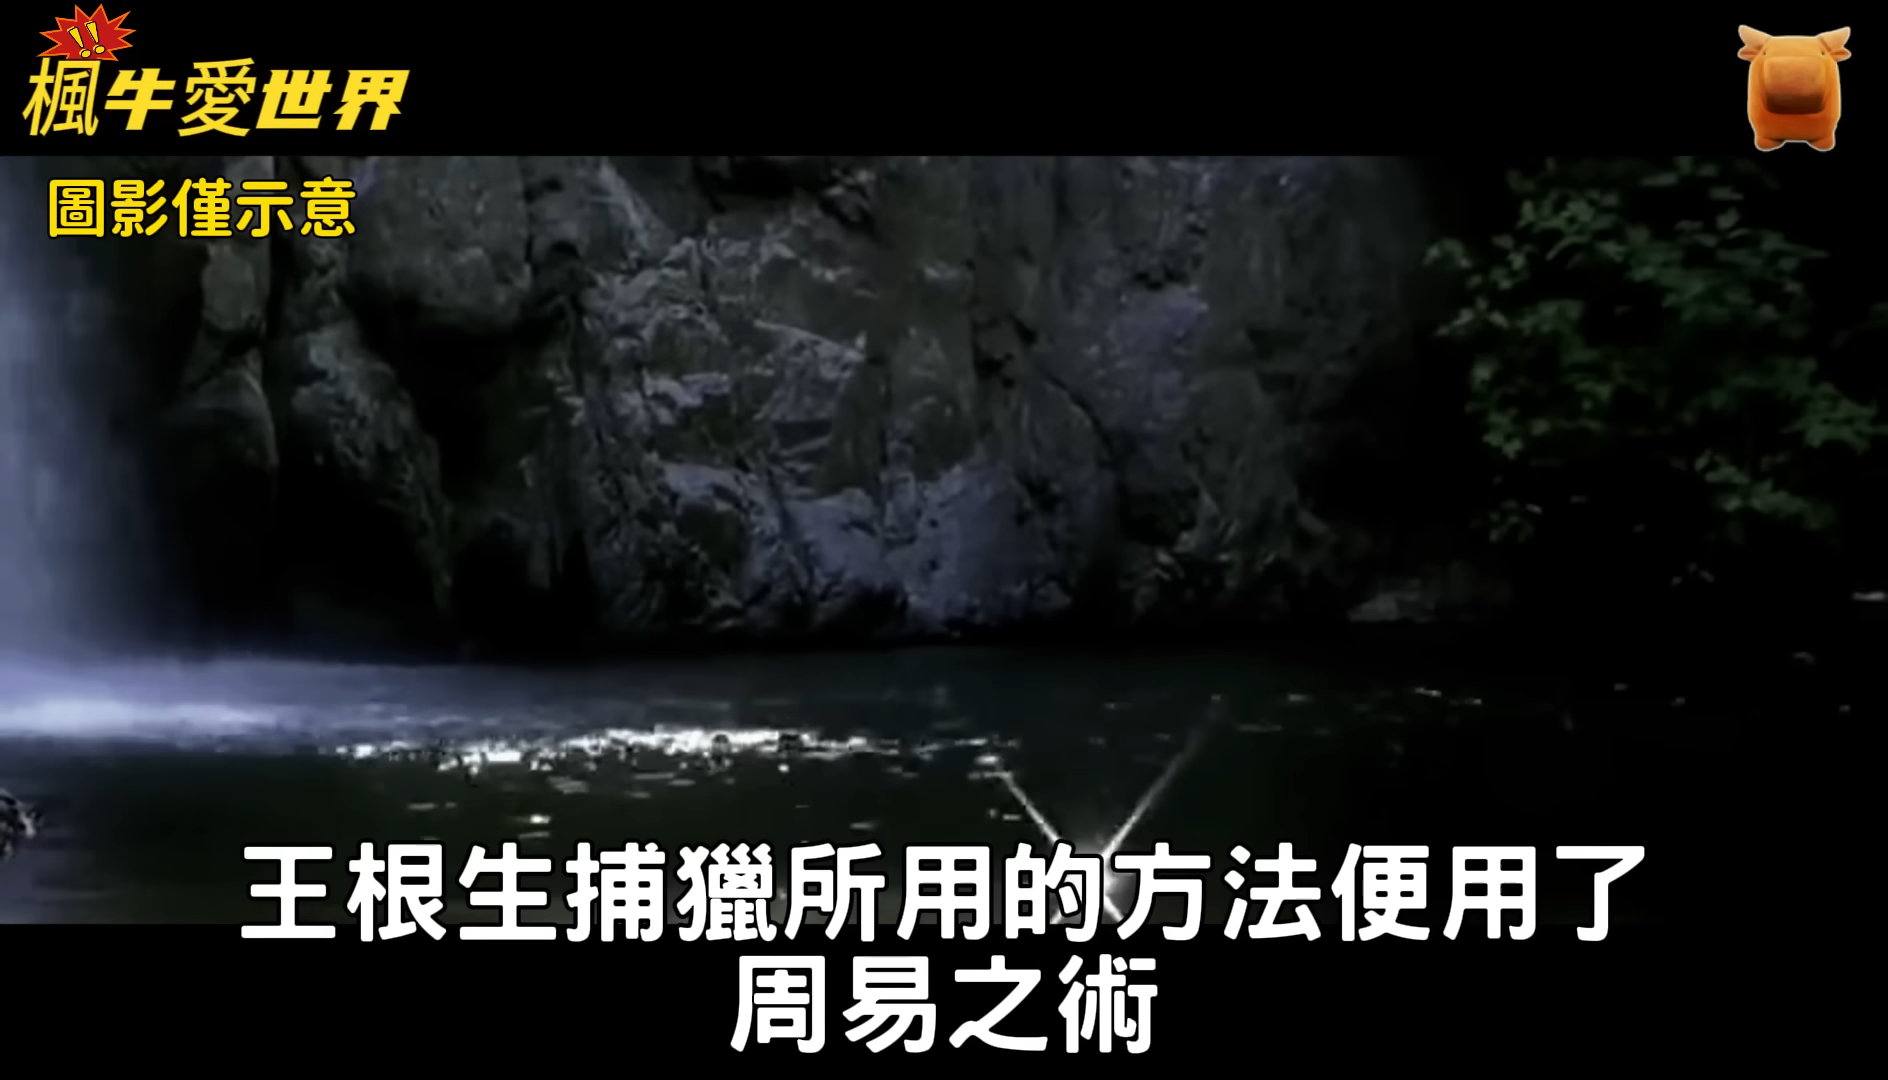 !!
楓牛愛世界
圖影僅示意
王根生捕獵所用的方法便用了
周易之術